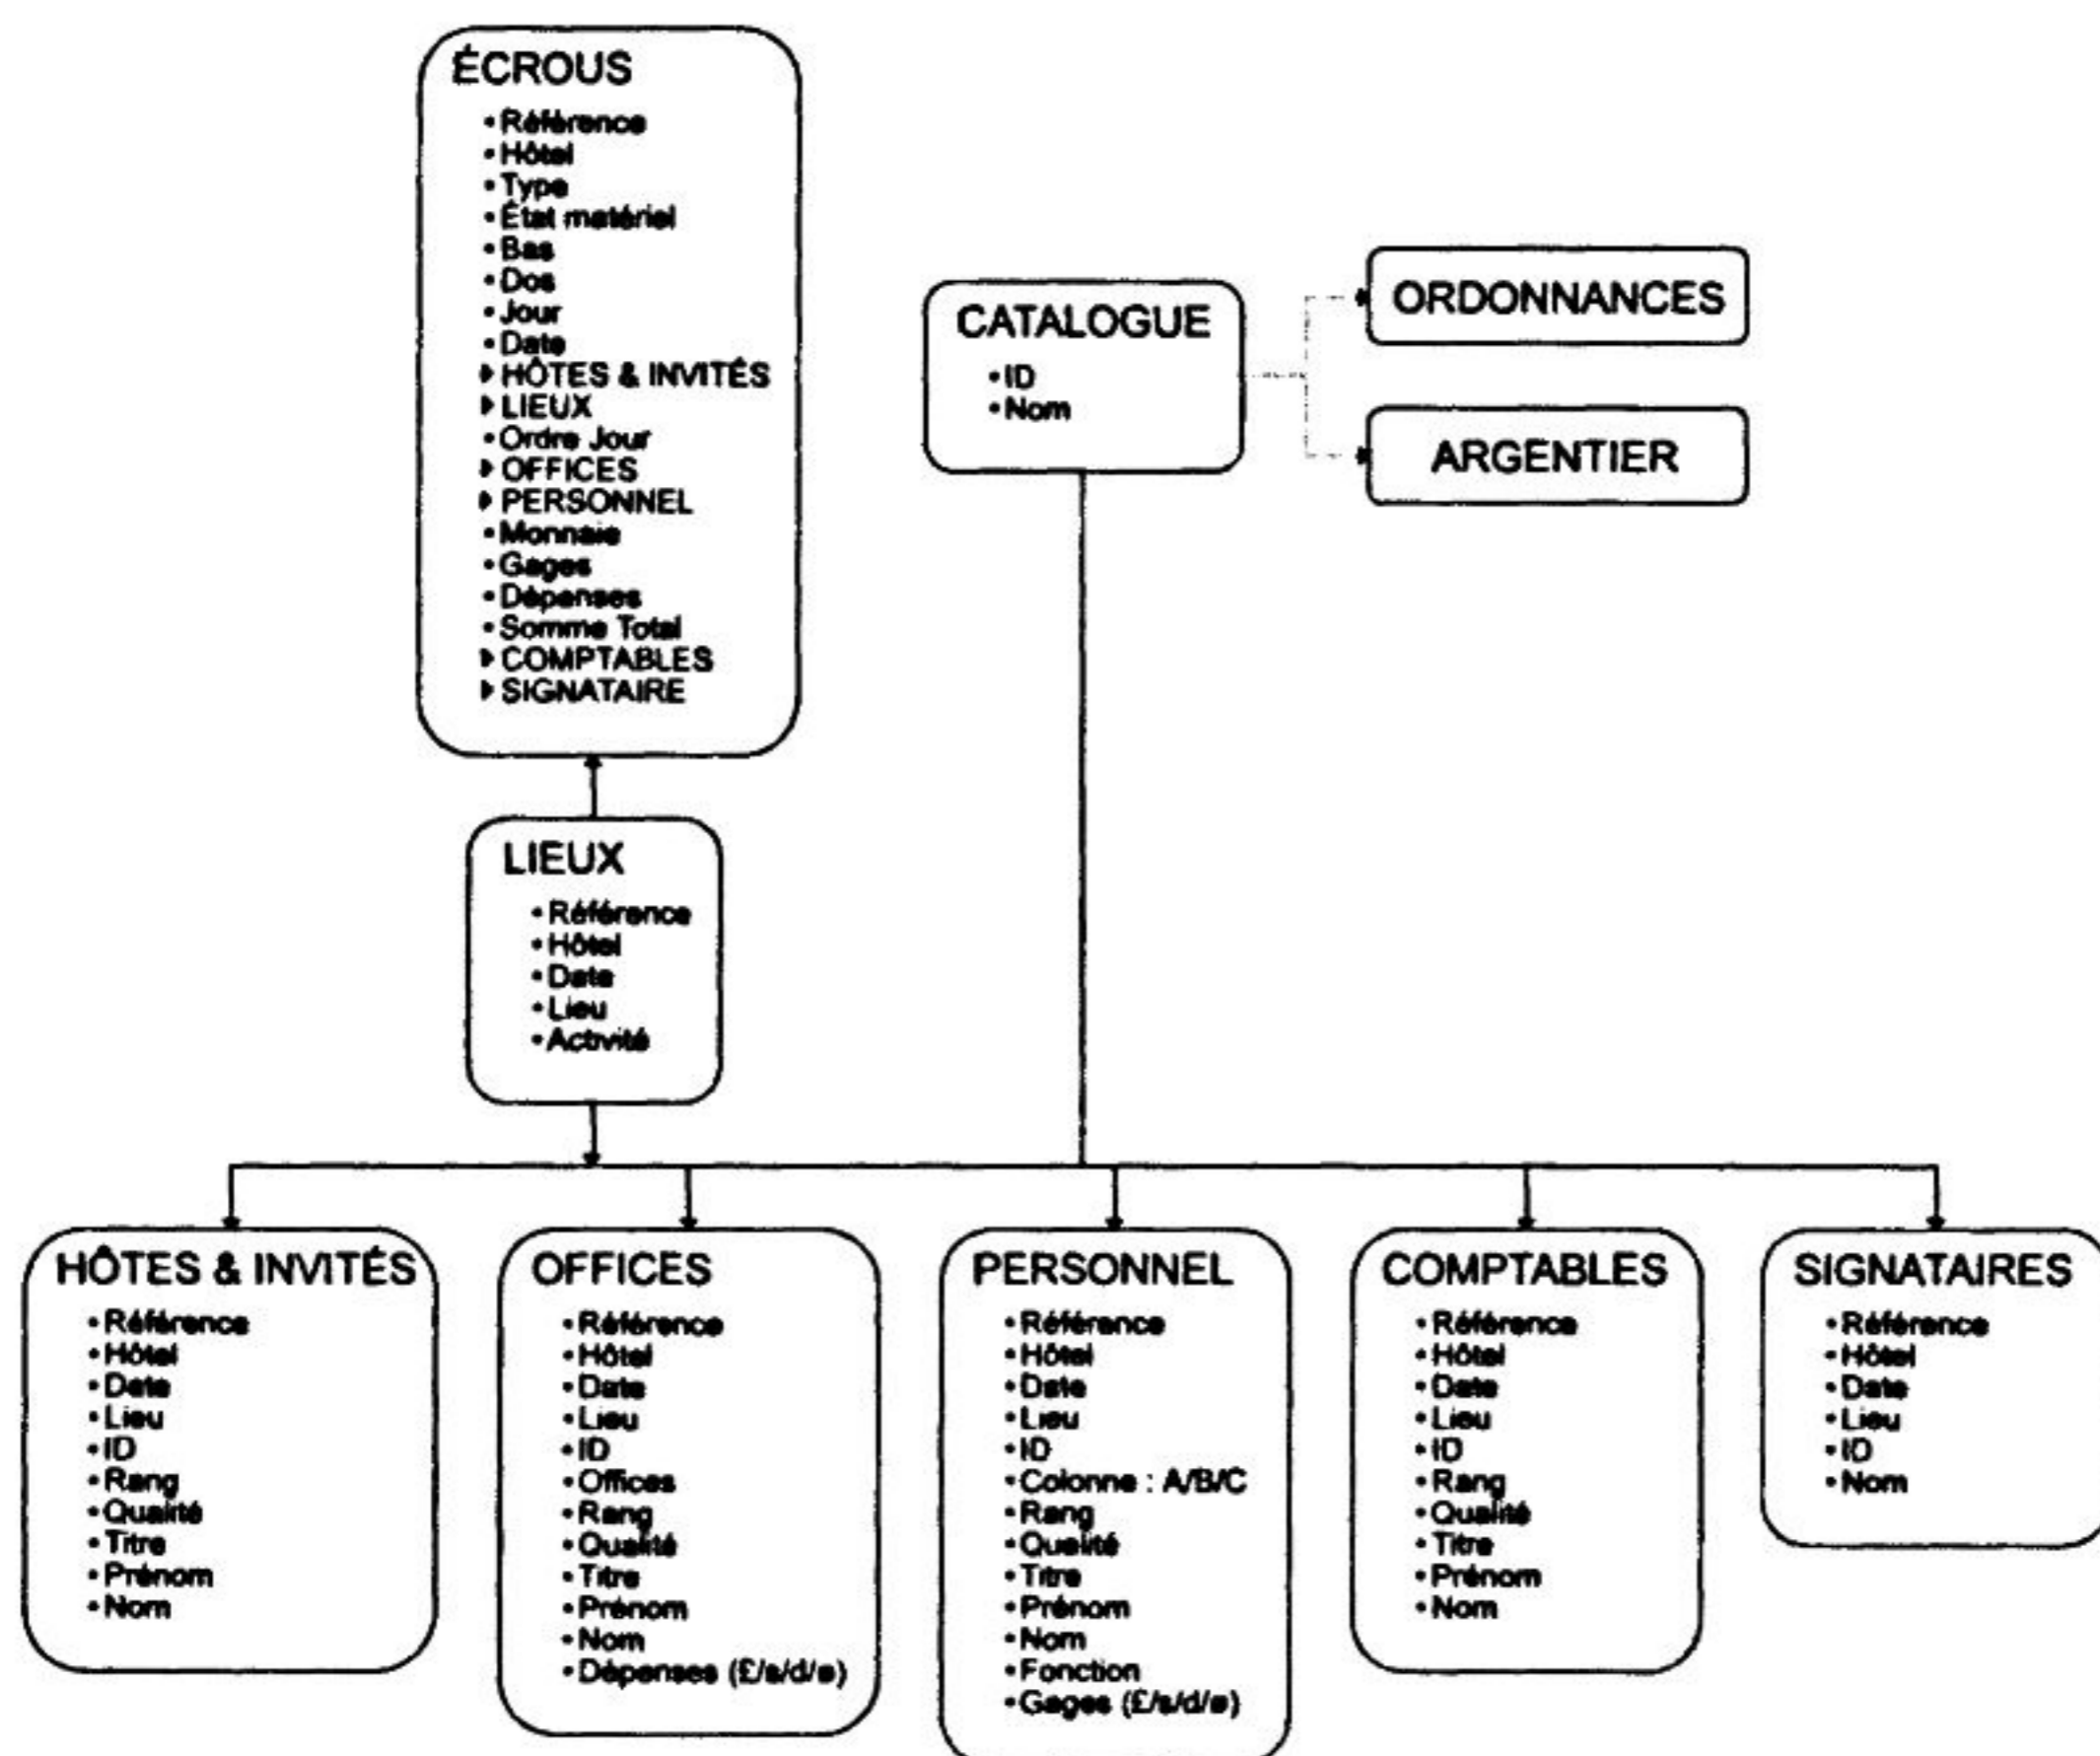 ÉCROUS
• Référence
• Hôtel
• Type
• État matériel
• Bas
• Dos
• Jour
• Date
▸ HÔTES & INVITÉS
▸ LIEUX
• Ordre Jour
▸ OFFICES
▸ PERSONNEL
• Monnaie
• Gages
• Dépenses
• Somme Total
▸ COMPTABLES
▸ SIGNATAIRE
CATALOGUE
• ID
• Nom
ORDONNANCES
ARGENTIER
LIEUX
• Référence
• Hôtel
• Date
• Lieu
• Activité
HÔTES & INVITÉS
• Référence
• Hôtel
• Date
• Lieu
• ID
• Rang
• Qualité
• Titre
• Prénom
• Nom
OFFICES
• Référence
• Hôtel
• Date
• Lieu
• ID
• Offices
• Rang
• Qualité
• Titre
• Prénom
• Nom
• Dépenses (£/s/d/ø)
PERSONNEL
• Référence
• Hôtel
• Date
• Lieu
• ID
• Colonne : A/B/C
• Rang
• Qualité
• Titre
• Prénom
• Nom
• Fonction
• Gages (£/s/d/ø)
COMPTABLES
• Référence
• Hôtel
• Date
• Lieu
• ID
• Rang
• Qualité
• Titre
• Prénom
• Nom
SIGNATAIRES
• Référence
• Hôtel
• Date
• Lieu
• ID
• Nom